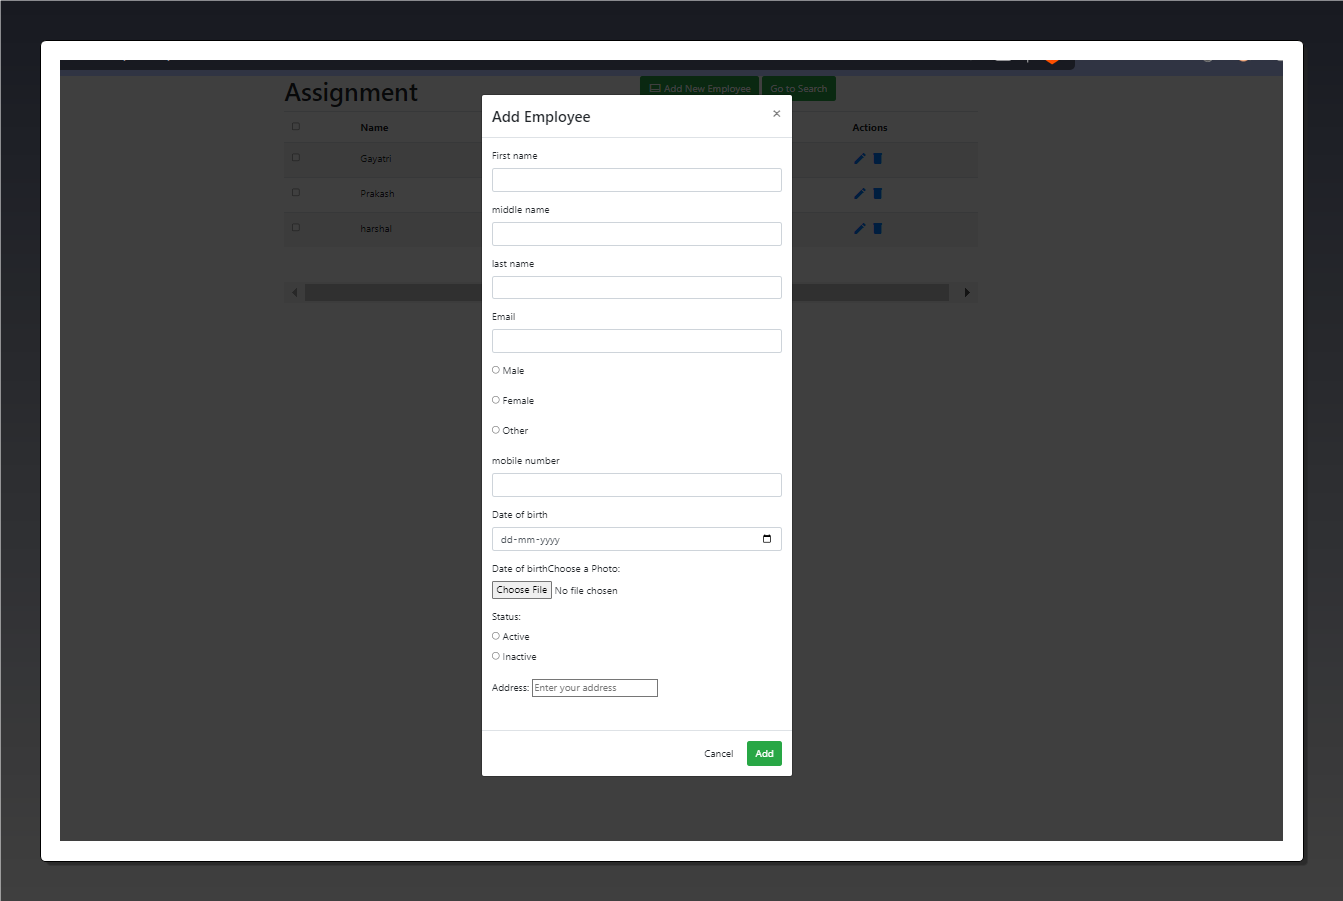 Assignment
Add New Employee Go to Search
Add Employee ×
Name Actions
Gayatri
Prakash
harshal
First name
middle name
last name
Email
Male
Female
Other
mobile number
Date of birth
dd-mm-yyyy
Date of birthChoose a Photo:
Choose File No file chosen
Status:
Active
Inactive
Address: Enter your address
Cancel Add